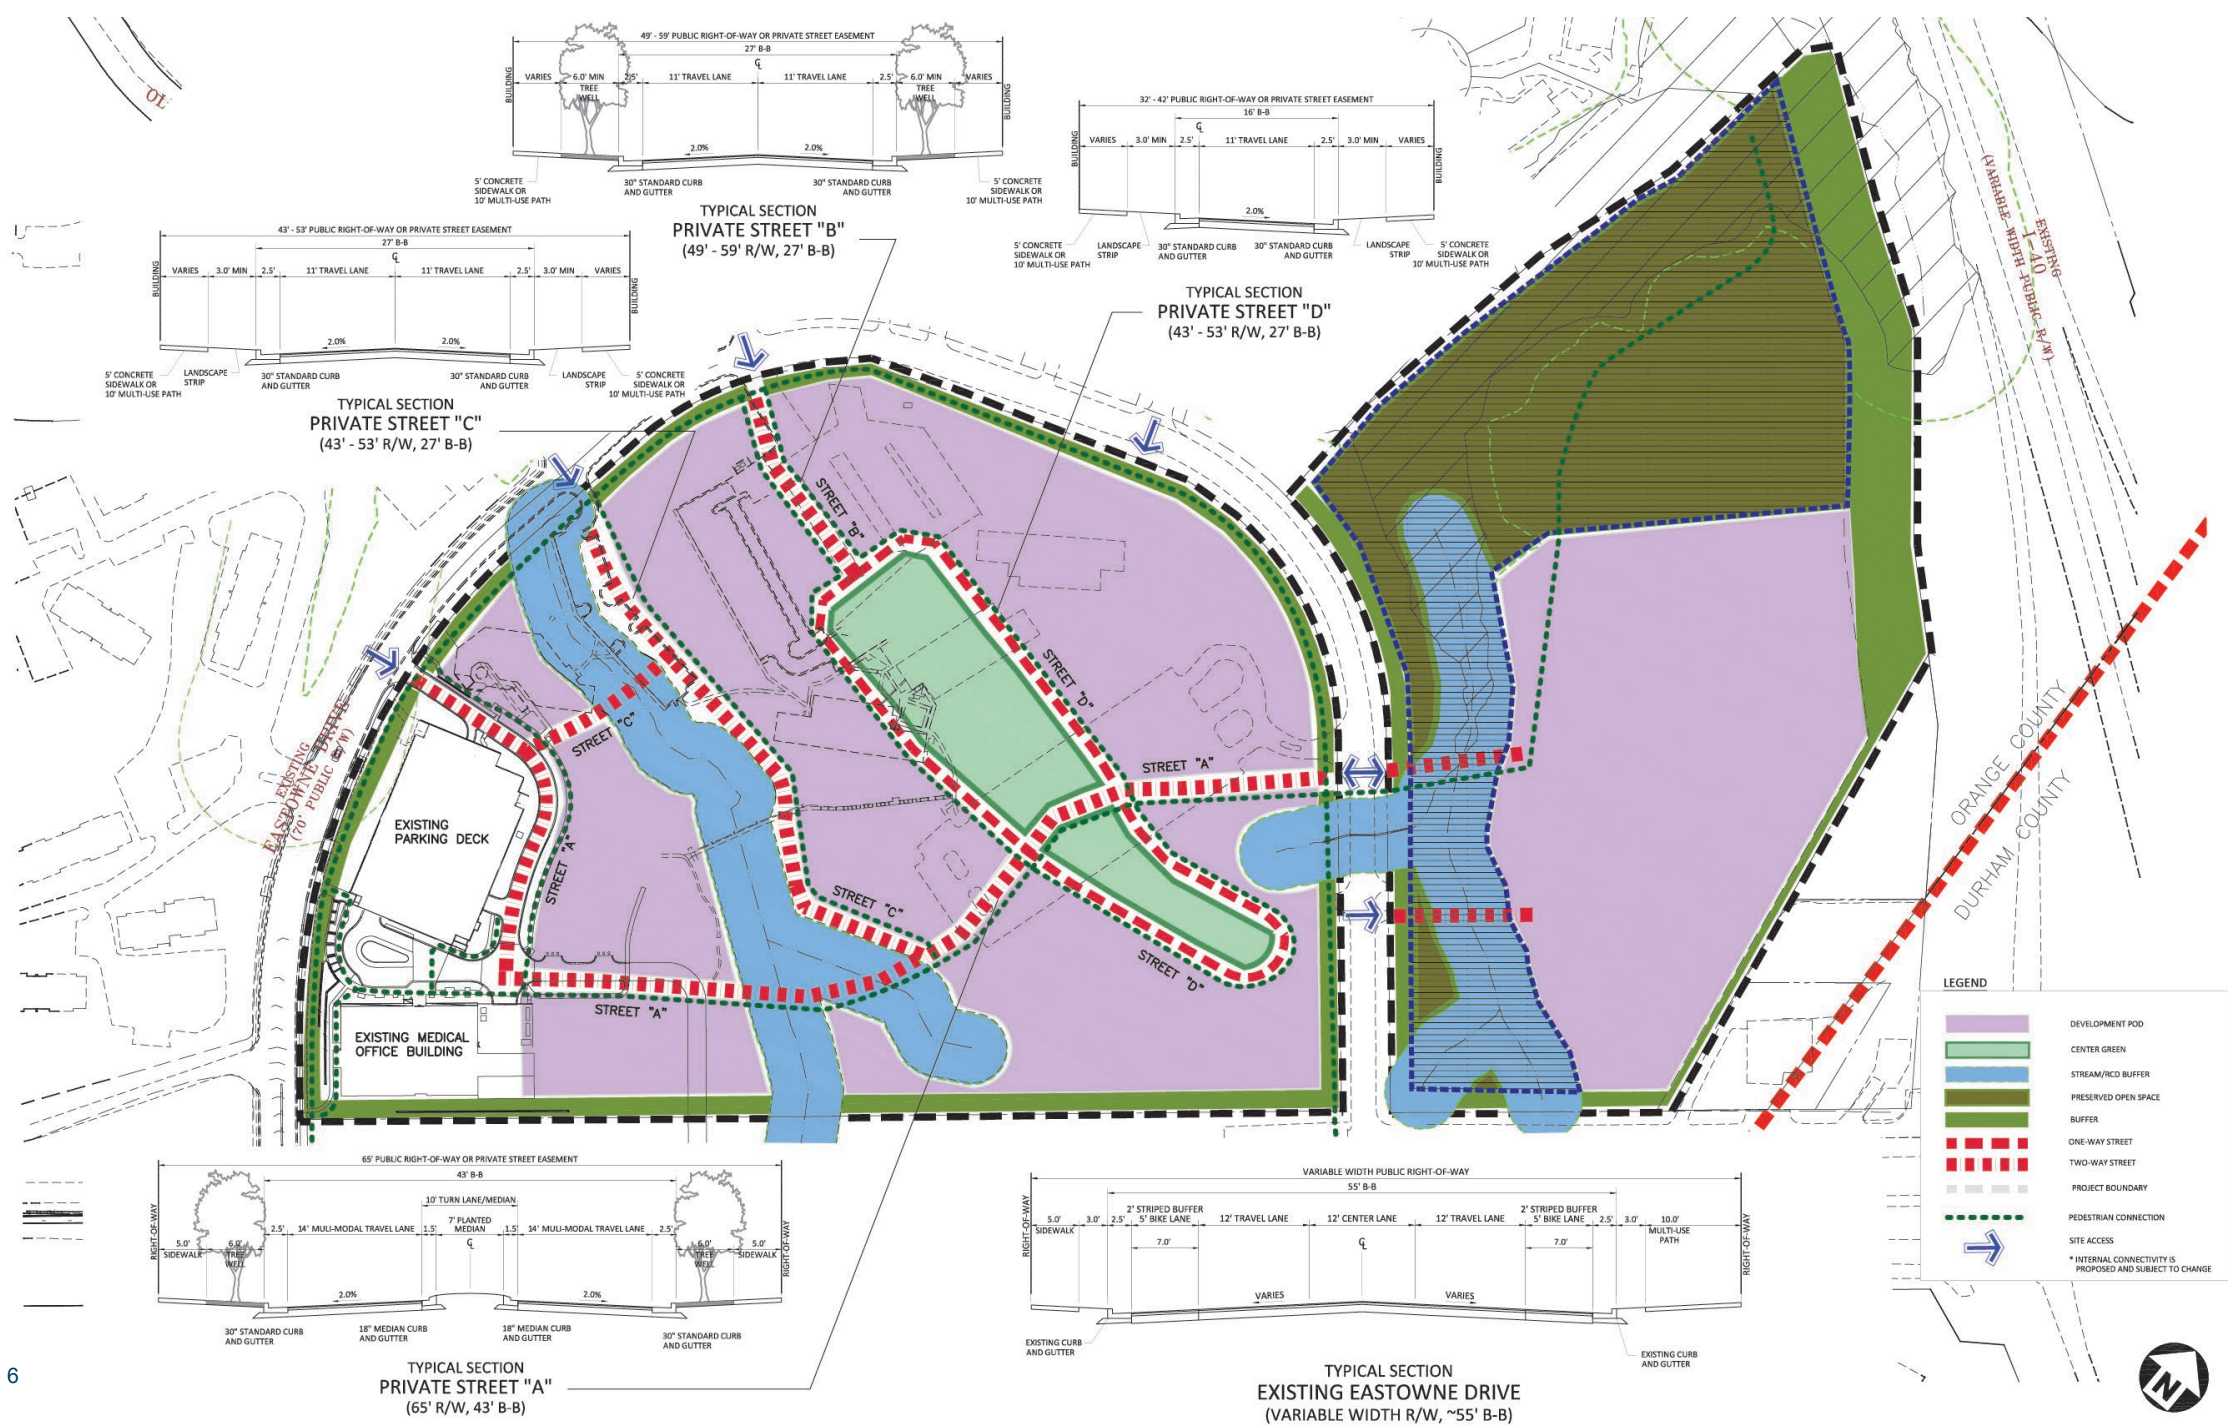 49' - 59' PUBLIC RIGHT-OF-WAY OR PRIVATE STREET EASEMENT
27' B-B
BUILDING
VARIES
6.0' MIN
TREE
WELL
2.5'
11' TRAVEL LANE
11' TRAVEL LANE
2.5'
6.0' MIN
TREE
WELL
VARIES
BUILDING
2.0%
2.0%
5' CONCRETE
SIDEWALK OR
10' MULTI-USE PATH
30" STANDARD CURB
AND GUTTER
30" STANDARD CURB
AND GUTTER
5' CONCRETE
SIDEWALK OR
10' MULTI-USE PATH
TYPICAL SECTION
PRIVATE STREET "B"
(49' - 59' R/W, 27' B-B)
32' - 42' PUBLIC RIGHT-OF-WAY OR PRIVATE STREET EASEMENT
16' B-B
BUILDING
VARIES
3.0' MIN
2.5'
11' TRAVEL LANE
2.5'
3.0' MIN
VARIES
BUILDING
2.0%
5' CONCRETE
SIDEWALK OR
10' MULTI-USE PATH
LANDSCAPE
STRIP
30" STANDARD CURB
AND GUTTER
30" STANDARD CURB
AND GUTTER
LANDSCAPE
STRIP
5' CONCRETE
SIDEWALK OR
10' MULTI-USE PATH
TYPICAL SECTION
PRIVATE STREET "D"
(43' - 53' R/W, 27' B-B)
43' - 53' PUBLIC RIGHT-OF-WAY OR PRIVATE STREET EASEMENT
27' B-B
BUILDING
VARIES
3.0' MIN
2.5'
11' TRAVEL LANE
11' TRAVEL LANE
2.5'
3.0' MIN
VARIES
BUILDING
2.0%
2.0%
5' CONCRETE
SIDEWALK OR
10' MULTI-USE PATH
LANDSCAPE
STRIP
30" STANDARD CURB
AND GUTTER
30" STANDARD CURB
AND GUTTER
LANDSCAPE
STRIP
5' CONCRETE
SIDEWALK OR
10' MULTI-USE PATH
TYPICAL SECTION
PRIVATE STREET "C"
(43' - 53' R/W, 27' B-B)
EXISTING
I-40
(VARIABLE WIDTH PUBLIC R/W)
STREET "B"
STREET "D"
STREET "C"
STREET "A"
EXISTING
EASTOWNE DRIVE
(70' PUBLIC R/W)
EXISTING
PARKING DECK
STREET "A"
STREET "C"
STREET "D"
STREET "A"
EXISTING MEDICAL
OFFICE BUILDING
ORANGE COUNTY
DURHAM COUNTY
LEGEND
DEVELOPMENT POD
CENTER GREEN
STREAM/RCD BUFFER
PRESERVED OPEN SPACE
BUFFER
ONE-WAY STREET
TWO-WAY STREET
PROJECT BOUNDARY
PEDESTRIAN CONNECTION
SITE ACCESS
* INTERNAL CONNECTIVITY IS
PROPOSED AND SUBJECT TO CHANGE
65' PUBLIC RIGHT-OF-WAY OR PRIVATE STREET EASEMENT
43' B-B
10' TURN LANE/MEDIAN
RIGHT-OF-WAY
5.0'
SIDEWALK
6.0'
TREE
WELL
2.5'
14' MULI-MODAL TRAVEL LANE
1.5'
7' PLANTED
MEDIAN
1.5'
14' MULI-MODAL TRAVEL LANE
2.5'
6.0'
TREE
WELL
5.0'
SIDEWALK
RIGHT-OF-WAY
2.0%
2.0%
30" STANDARD CURB
AND GUTTER
18" MEDIAN CURB
AND GUTTER
18" MEDIAN CURB
AND GUTTER
30" STANDARD CURB
AND GUTTER
TYPICAL SECTION
PRIVATE STREET "A"
(65' R/W, 43' B-B)
VARIABLE WIDTH PUBLIC RIGHT-OF-WAY
55' B-B
RIGHT-OF-WAY
5.0'
SIDEWALK
3.0'
2.5'
2' STRIPED BUFFER
5' BIKE LANE
7.0'
12' TRAVEL LANE
12' CENTER LANE
12' TRAVEL LANE
2' STRIPED BUFFER
5' BIKE LANE
7.0'
2.5'
3.0'
10.0'
MULTI-USE
PATH
RIGHT-OF-WAY
VARIES
VARIES
EXISTING CURB
AND GUTTER
EXISTING CURB
AND GUTTER
TYPICAL SECTION
EXISTING EASTOWNE DRIVE
(VARIABLE WIDTH R/W, ~55' B-B)
N
6